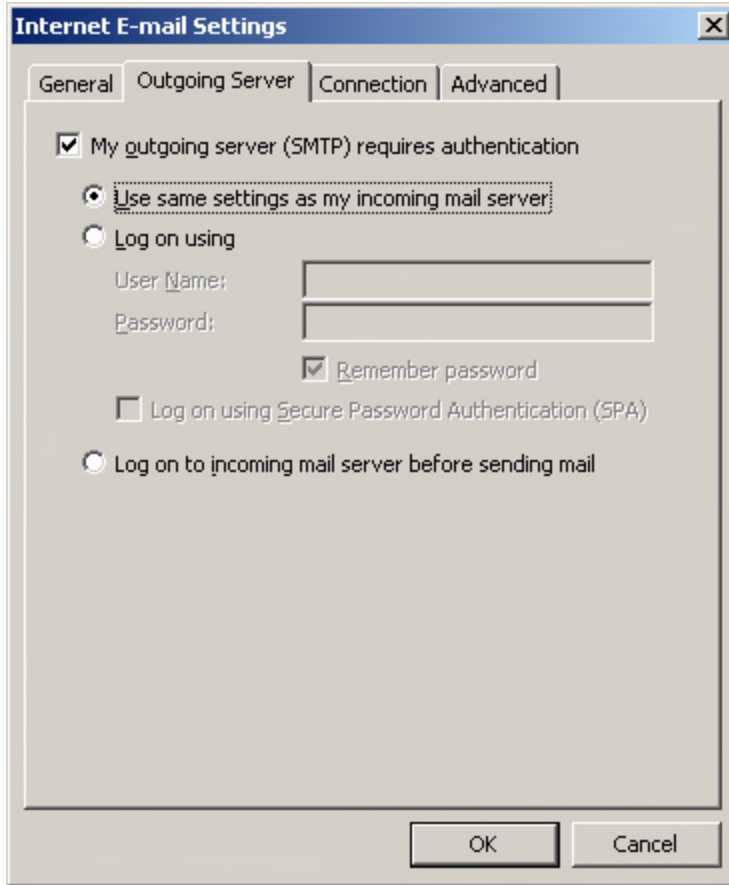 Internet E-mail Settings
General Outgoing Server Connection Advanced
My outgoing server (SMTP) requires authentication
Use same settings as my incoming mail server
Log on using
User Name:
Password:
Remember password
Log on using Secure Password Authentication (SPA)
Log on to incoming mail server before sending mail
OK Cancel